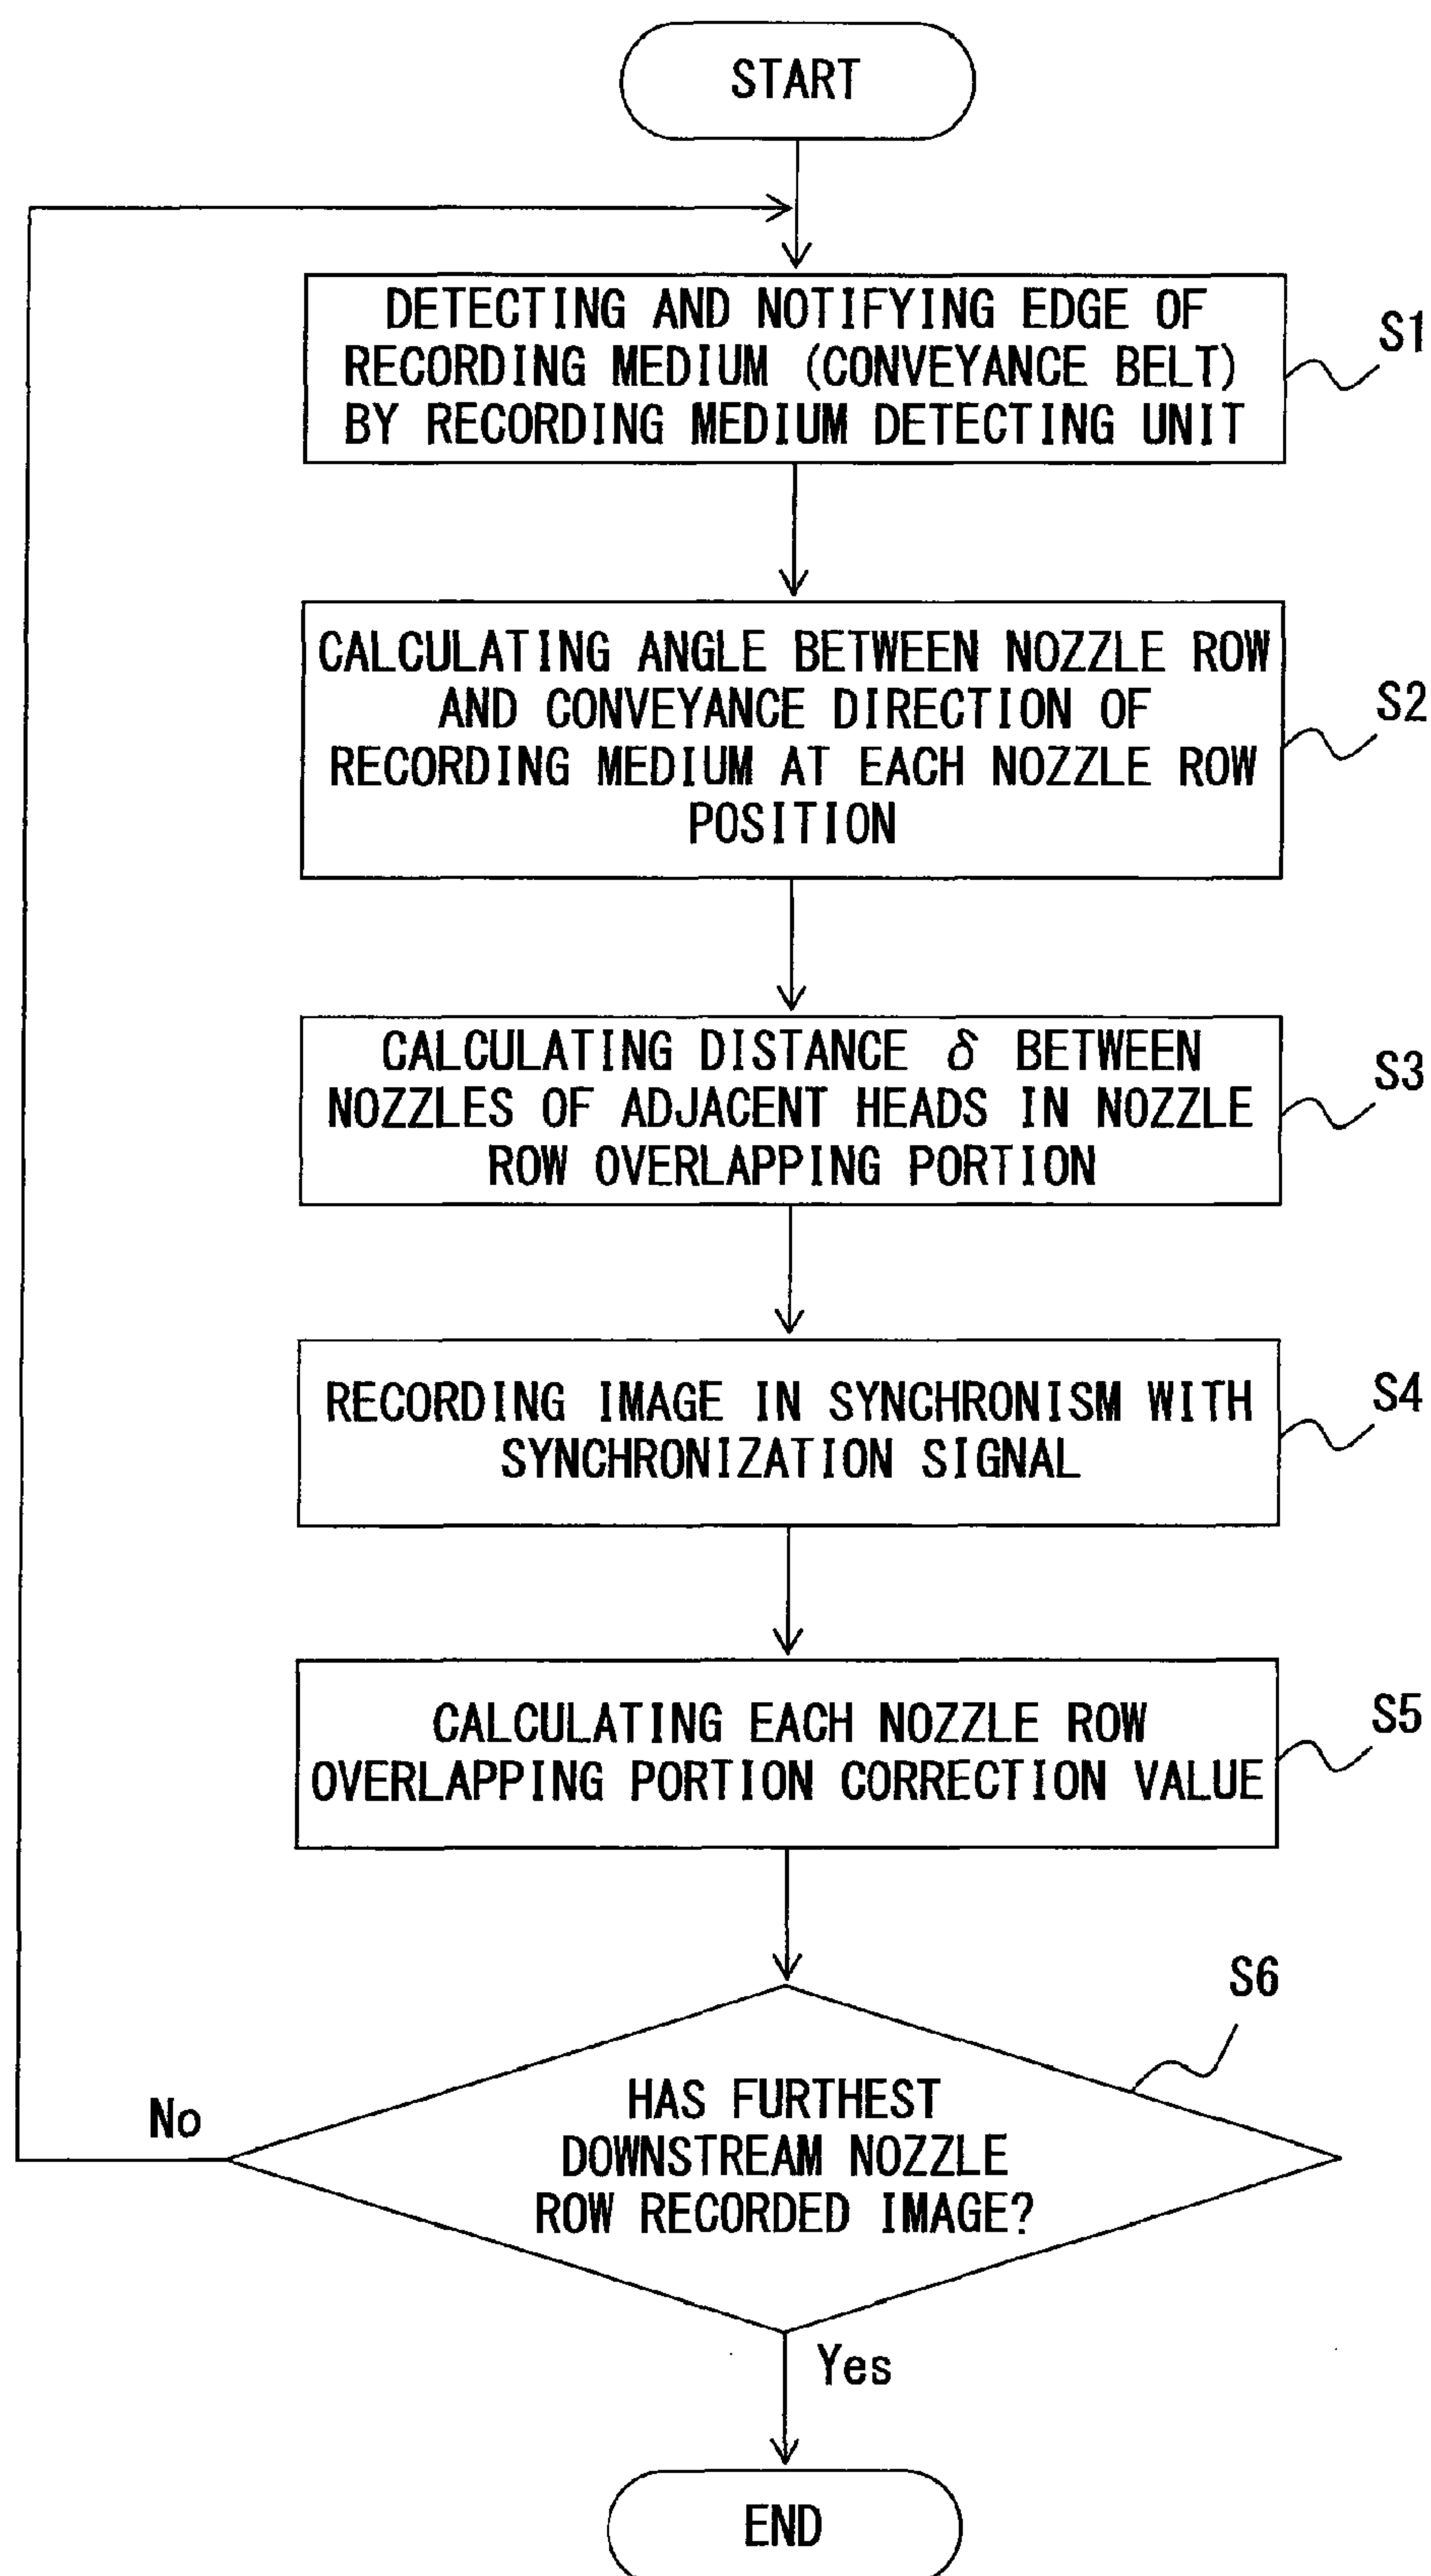 START
DETECTING AND NOTIFYING EDGE OF
RECORDING MEDIUM (CONVEYANCE BELT)
BY RECORDING MEDIUM DETECTING UNIT
S1
CALCULATING ANGLE BETWEEN NOZZLE ROW
AND CONVEYANCE DIRECTION OF
RECORDING MEDIUM AT EACH NOZZLE ROW
POSITION
S2
CALCULATING DISTANCE δ BETWEEN
NOZZLES OF ADJACENT HEADS IN NOZZLE
ROW OVERLAPPING PORTION
S3
RECORDING IMAGE IN SYNCHRONISM WITH
SYNCHRONIZATION SIGNAL
S4
CALCULATING EACH NOZZLE ROW
OVERLAPPING PORTION CORRECTION VALUE
S5
S6
HAS FURTHEST
DOWNSTREAM NOZZLE
ROW RECORDED IMAGE?
No
Yes
END